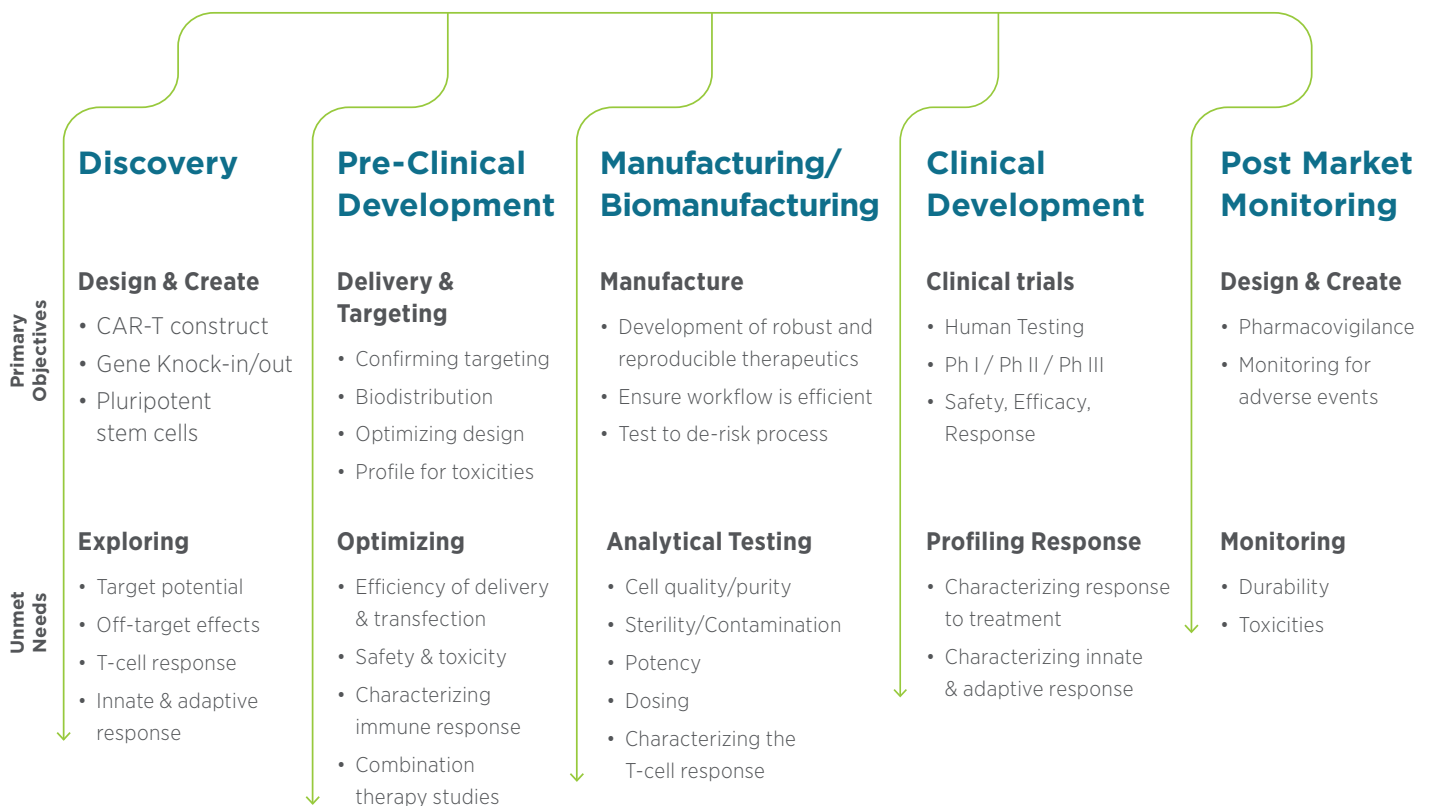 Discovery
Pre-Clinical
Development
Manufacturing/
Biomanufacturing
Clinical
Development
Post Market
Monitoring
Primary
Objectives
Design & Create
• CAR-T construct
• Gene Knock-in/out
• Pluripotent
stem cells
Delivery &
Targeting
• Confirming targeting
• Biodistribution
• Optimizing design
• Profile for toxicities
Manufacture
• Development of robust and
reproducible therapeutics
• Ensure workflow is efficient
• Test to de-risk process
Clinical trials
• Human Testing
• Ph I / Ph II / Ph III
• Safety, Efficacy,
Response
Design & Create
• Pharmacovigilance
• Monitoring for
adverse events
Unmet
Needs
Exploring
• Target potential
• Off-target effects
• T-cell response
• Innate & adaptive
response
Optimizing
• Efficiency of delivery
& transfection
• Safety & toxicity
• Characterizing
immune response
• Combination
therapy studies
Analytical Testing
• Cell quality/purity
• Sterility/Contamination
• Potency
• Dosing
• Characterizing the
T-cell response
Profiling Response
• Characterizing response
to treatment
• Characterizing innate
& adaptive response
Monitoring
• Durability
• Toxicities